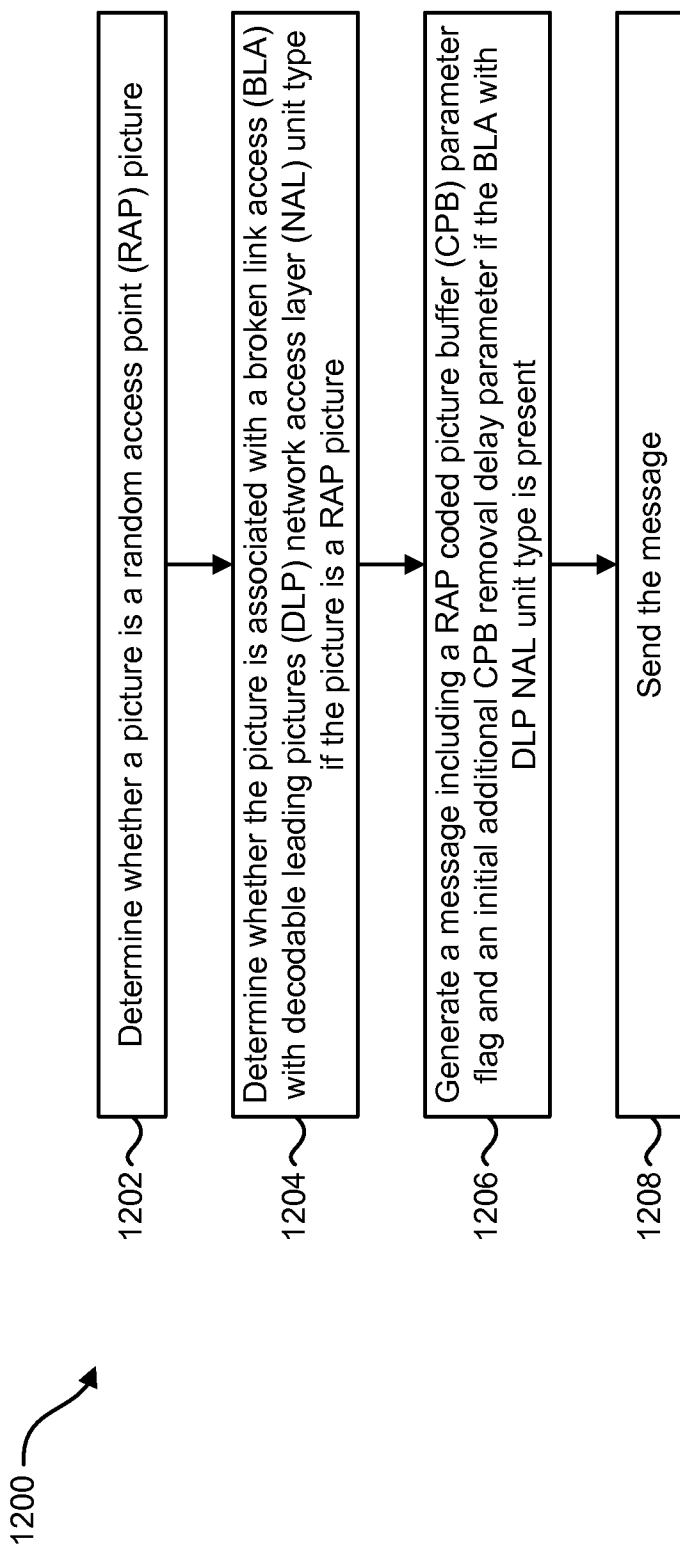 1200
1202
Determine whether a picture is a random access point (RAP) picture
1204
Determine whether the picture is associated with a broken link access (BLA)
with decodable leading pictures (DLP) network access layer (NAL) unit type
if the picture is a RAP picture
1206
Generate a message including a RAP coded picture buffer (CPB) parameter
flag and an initial additional CPB removal delay parameter if the BLA with
DLP NAL unit type is present
1208
Send the message